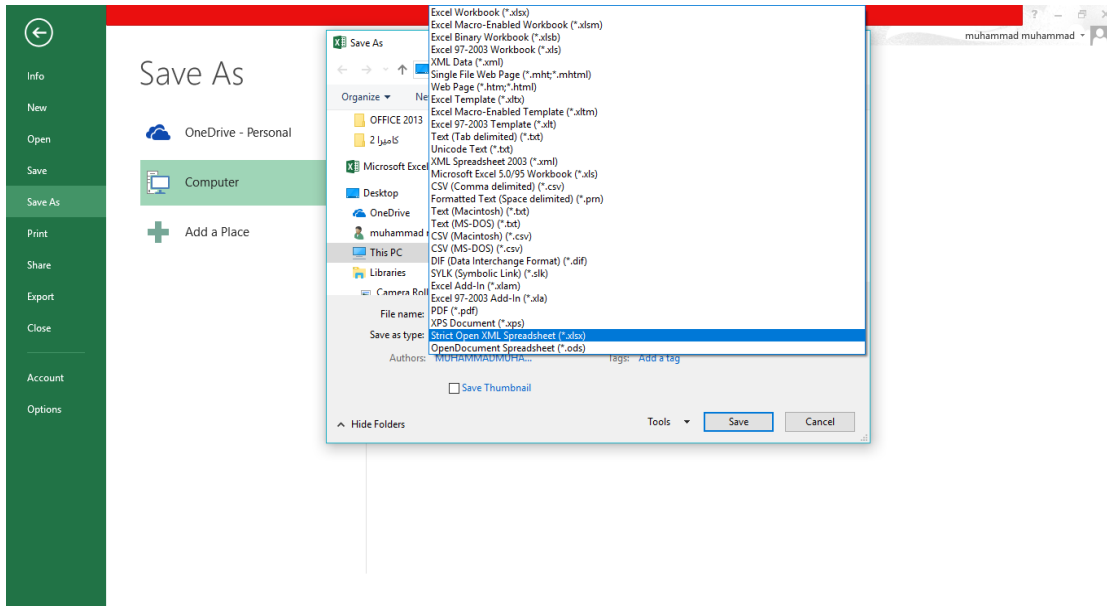 ? – X
muhammad muhammad
Info
New
Open
Save
Save As
Print
Share
Export
Close
Account
Options
Save As
OneDrive - Personal
Computer
Add a Place
Save As
Organize
Ne
OFFICE 2013
كاميرا 2
Microsoft Excel
Desktop
OneDrive
muhammad
This PC
Libraries
Camera Roll
Excel Workbook (*.xlsx)
Excel Macro-Enabled Workbook (*.xlsm)
Excel Binary Workbook (*.xlsb)
Excel 97-2003 Workbook (*.xls)
XML Data (*.xml)
Single File Web Page (*.mht;*.mhtml)
Web Page (*.htm;*.html)
Excel Template (*.xltx)
Excel Macro-Enabled Template (*.xltm)
Excel 97-2003 Template (*.xlt)
Text (Tab delimited) (*.txt)
Unicode Text (*.txt)
XML Spreadsheet 2003 (*.xml)
Microsoft Excel 5.0/95 Workbook (*.xls)
CSV (Comma delimited) (*.csv)
Formatted Text (Space delimited) (*.prn)
Text (Macintosh) (*.txt)
Text (MS-DOS) (*.txt)
CSV (Macintosh) (*.csv)
CSV (MS-DOS) (*.csv)
DIF (Data Interchange Format) (*.dif)
SYLK (Symbolic Link) (*.slk)
Excel Add-In (*.xlam)
Excel 97-2003 Add-In (*.xla)
PDF (*.pdf)
XPS Document (*.xps)
Strict Open XML Spreadsheet (*.xlsx)
OpenDocument Spreadsheet (*.ods)
File name:
Save as type:
Authors: MUHAMMADMUHA... Tags: Add a tag
Save Thumbnail
Hide Folders
Tools Save Cancel